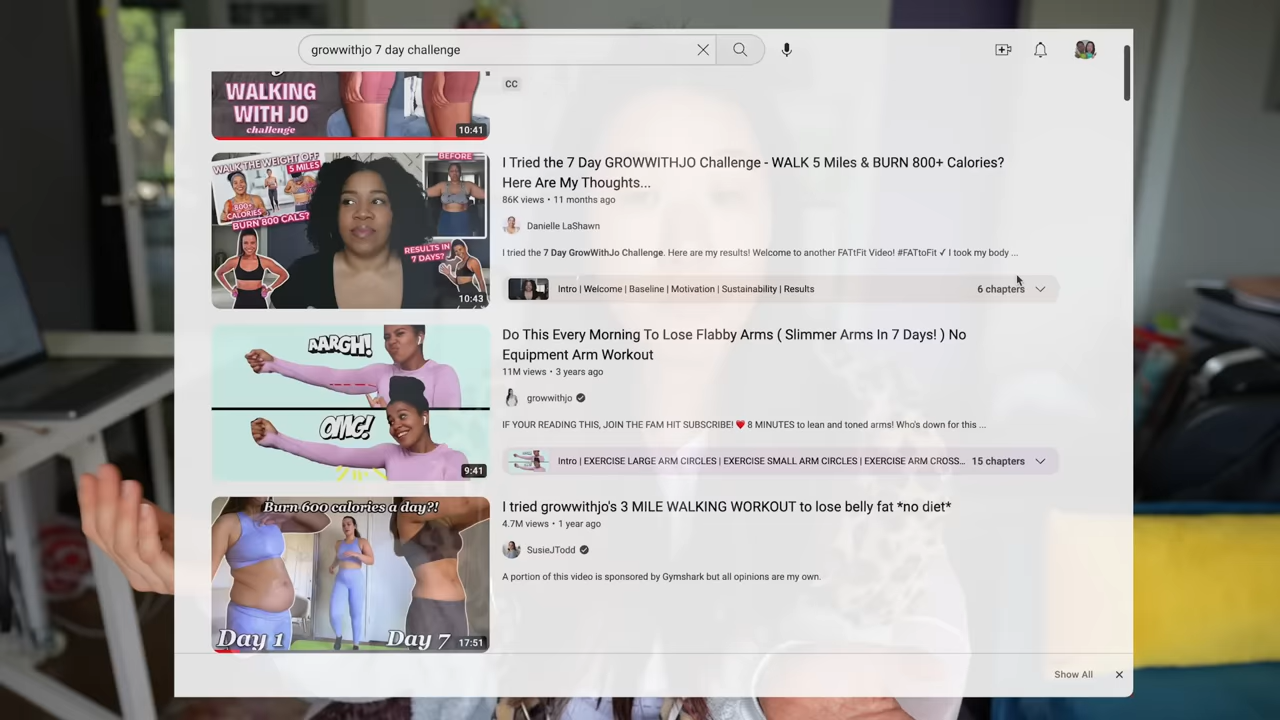 growwithjo 7 day challenge
WALKING
WITH JO
challenge
10:41
CC
WALK THE WEIGHT OFF
5 MILES
BEFORE
800+
CALORIES
BURN 800 CALS?
RESULTS IN
7 DAYS?
10:43
I Tried the 7 Day GROWWITHJO Challenge - WALK 5 Miles & BURN 800+ Calories?
Here Are My Thoughts...
86K views • 11 months ago
Danielle LaShawn
I tried the 7 Day GrowWithJo Challenge. Here are my results! Welcome to another FATtFit Video! #FATtoFit ✓ I took my body ...
Intro | Welcome | Baseline | Motivation | Sustainability | Results
6 chapters
AARGH!
OMG!
9:41
Do This Every Morning To Lose Flabby Arms ( Slimmer Arms In 7 Days! ) No
Equipment Arm Workout
11M views • 3 years ago
growwithjo
IF YOUR READING THIS, JOIN THE FAM HIT SUBSCRIBE! ❤️ 8 MINUTES to lean and toned arms! Who's down for this ...
Intro | EXERCISE LARGE ARM CIRCLES | EXERCISE SMALL ARM CIRCLES | EXERCISE ARM CROSS...
15 chapters
Burn 600 calories a day?!
Day 1
Day 7
17:51
I tried growwithjo's 3 MILE WALKING WORKOUT to lose belly fat *no diet*
4.7M views • 1 year ago
SusieJTodd
A portion of this video is sponsored by Gymshark but all opinions are my own.
Show All